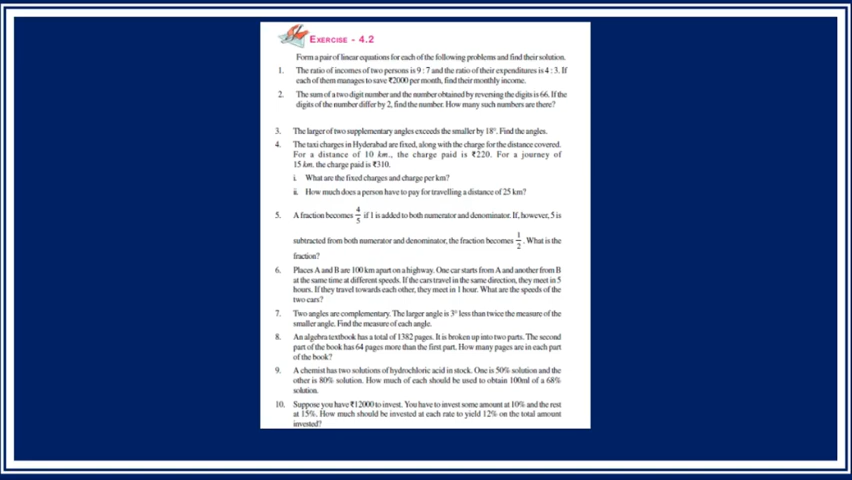 EXERCISE - 4.2
Form a pair of linear equations for each of the following problems and find their solution.
1. The ratio of incomes of two persons is 9 : 7 and the ratio of their expenditures is 4 : 3. If
each of them manages to save ₹2000 per month, find their monthly income.
2. The sum of a two digit number and the number obtained by reversing the digits is 66. If the
digits of the number differ by 2, find the number. How many such numbers are there?
3. The larger of two supplementary angles exceeds the smaller by 18°. Find the angles.
4. The taxi charges in Hyderabad are fixed, along with the charge for the distance covered.
For a distance of 10 km., the charge paid is ₹220. For a journey of
15 km. the charge paid is ₹310.
i. What are the fixed charges and charge per km?
ii. How much does a person have to pay for travelling a distance of 25 km?
5. A fraction becomes 4/5 if 1 is added to both numerator and denominator. If, however, 5 is
subtracted from both numerator and denominator, the fraction becomes 1/2. What is the
fraction?
6. Places A and B are 100 km apart on a highway. One car starts from A and another from B
at the same time at different speeds. If the cars travel in the same direction, they meet in 5
hours. If they travel towards each other, they meet in 1 hour. What are the speeds of the
two cars?
7. Two angles are complementary. The larger angle is 3° less than twice the measure of the
smaller angle. Find the measure of each angle.
8. An algebra textbook has a total of 1382 pages. It is broken up into two parts. The second
part of the book has 64 pages more than the first part. How many pages are in each part
of the book?
9. A chemist has two solutions of hydrochloric acid in stock. One is 50% solution and the
other is 80% solution. How much of each should be used to obtain 100ml of a 68%
solution.
10. Suppose you have ₹12000 to invest. You have to invest some amount at 10% and the rest
at 15%. How much should be invested at each rate to yield 12% on the total amount
invested?